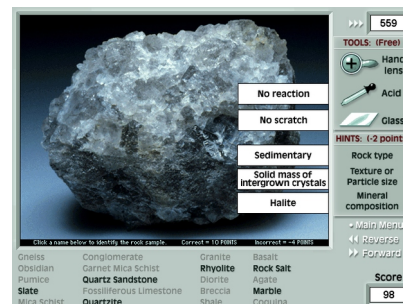 559
TOOLS: (Free)
Hand
lens
Acid
Glass
No reaction
No scratch
Sedimentary
Solid mass of
intergrown crystals
Halite
HINTS: (-2 point
Rock type
Texture or
Particle size
Mineral
composition
• Main Menu
Reverse
Forward
Click a name below to identify the rock sample. Correct = 10 POINTS Incorrect = -4 POINTS
Gneiss Conglomerate Granite Basalt
Obsidian Garnet Mica Schist Rhyolite Rock Salt
Pumice Quartz Sandstone Diorite Agate
Slate Fossiliferous Limestone Breccia Marble
Mica Schist Quartzite Shale Coquina
Score
98